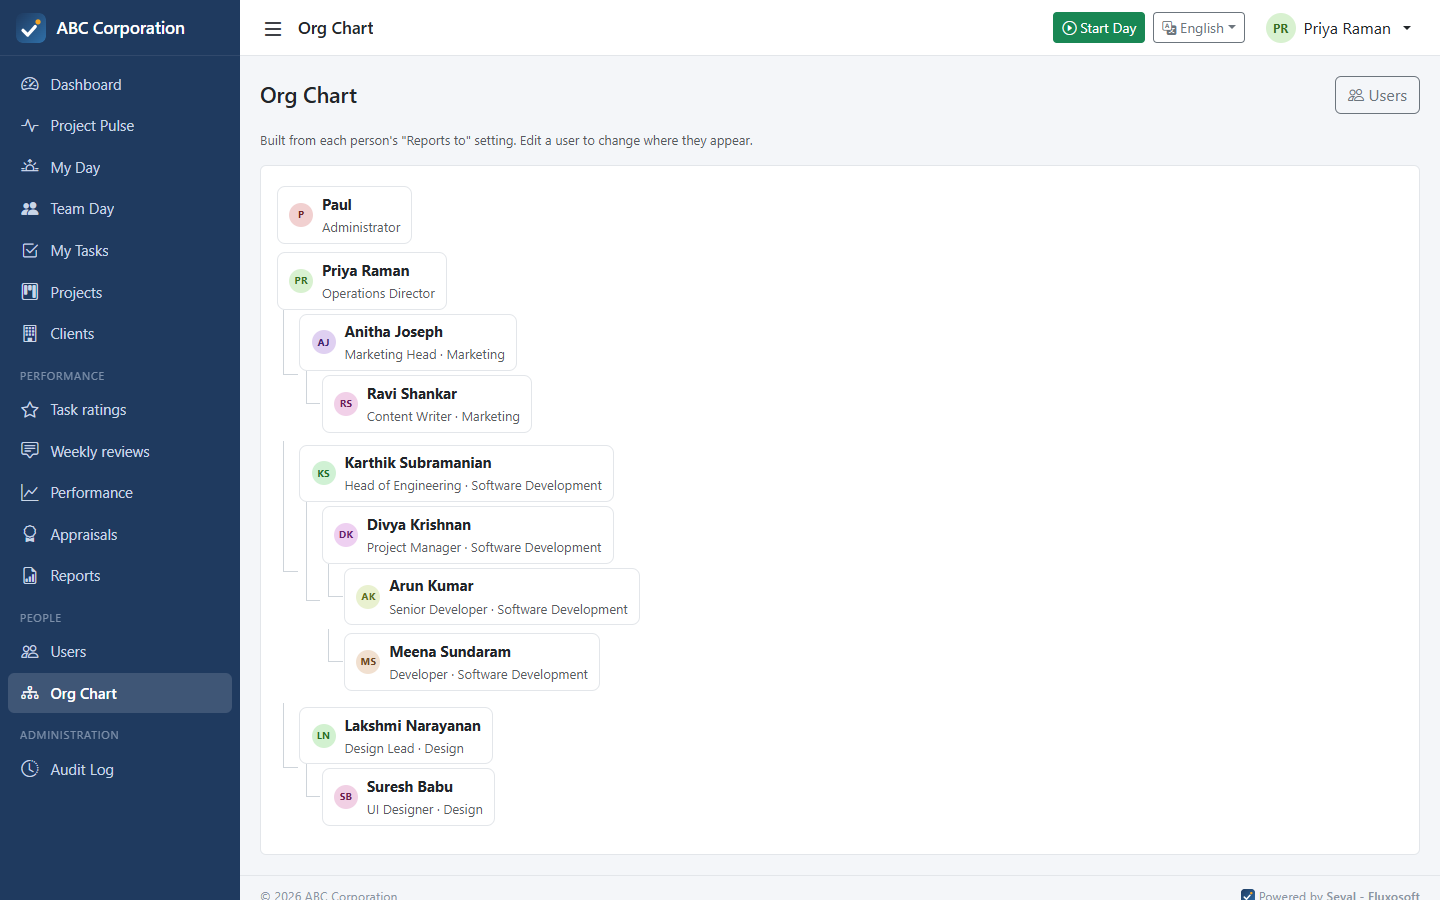 ABC Corporation
Org Chart
Start Day
English
PR
Priya Raman
Dashboard
Project Pulse
My Day
Team Day
My Tasks
Projects
Clients
PERFORMANCE
Task ratings
Weekly reviews
Performance
Appraisals
Reports
PEOPLE
Users
Org Chart
ADMINISTRATION
Audit Log
Org Chart
Users
Built from each person's "Reports to" setting. Edit a user to change where they appear.
P
Paul
Administrator
PR
Priya Raman
Operations Director
AJ
Anitha Joseph
Marketing Head · Marketing
RS
Ravi Shankar
Content Writer · Marketing
KS
Karthik Subramanian
Head of Engineering · Software Development
DK
Divya Krishnan
Project Manager · Software Development
AK
Arun Kumar
Senior Developer · Software Development
MS
Meena Sundaram
Developer · Software Development
LN
Lakshmi Narayanan
Design Lead · Design
SB
Suresh Babu
UI Designer · Design
© 2026 ABC Corporation
Powered by Seval - Fluxosoft